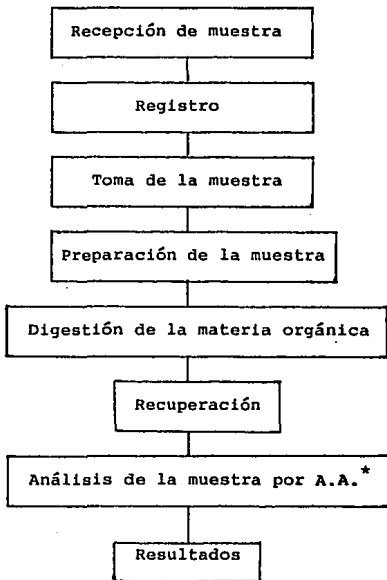 Recepción de muestra
Registro
Toma de la muestra
Preparación de la muestra
Digestión de la materia orgánica
Recuperación
Análisis de la muestra por A.A.*
Resultados